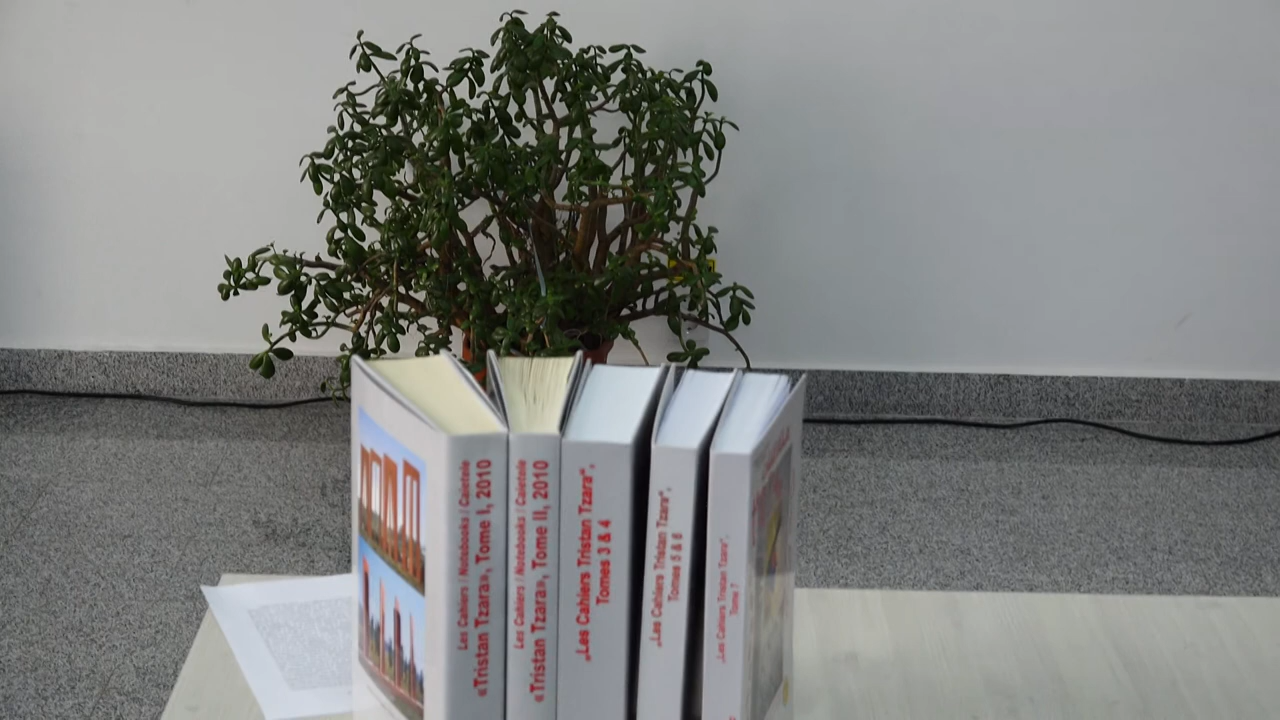 Les Cahiers / Notebooks / Caietele
«Tristan Tzara», Tome I, 2010
Les Cahiers / Notebooks / Caietele
«Tristan Tzara», Tome II, 2010
„Les Cahiers Tristan Tzara”,
Tomes 3 & 4
„Les Cahiers Tristan Tzara”,
Tomes 5 & 6
„Les Cahiers Tristan Tzara”,
Tome 7